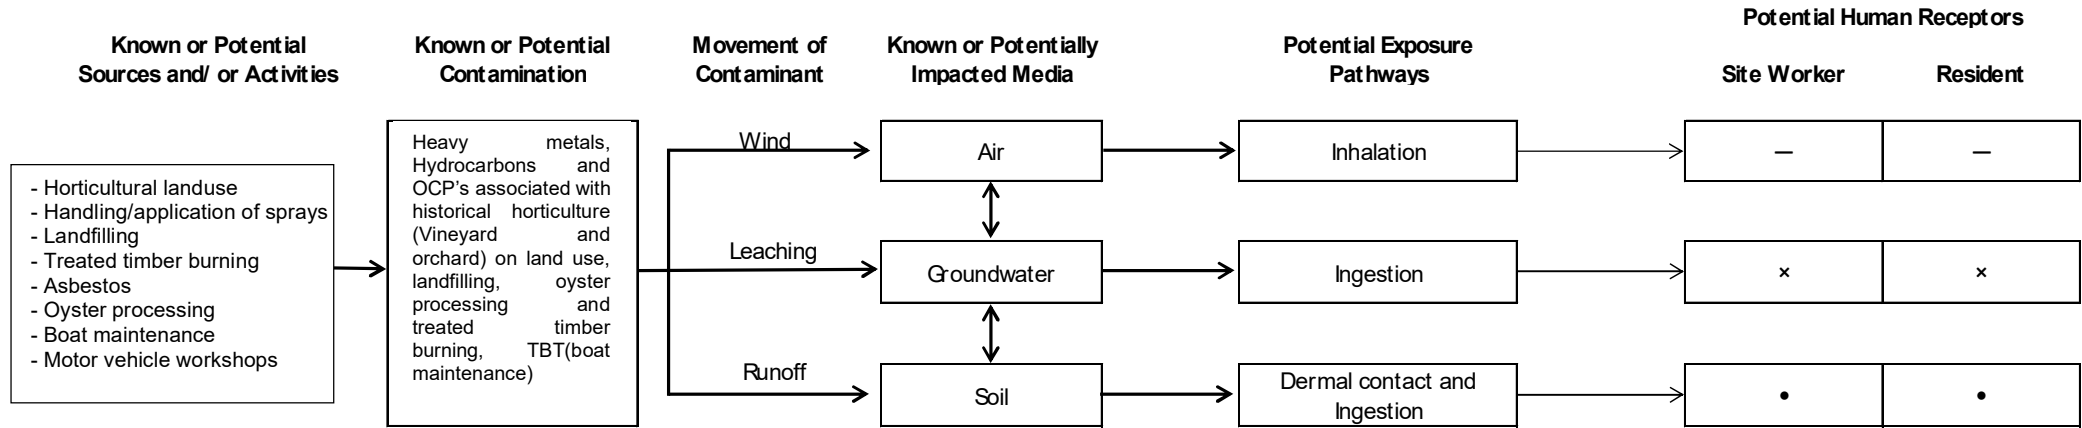 Potential Human Receptors
Known or Potential
Sources and/ or Activities
Known or Potential
Contamination
Movement of
Contaminant
Known or Potentially
Impacted Media
Potential Exposure
Pathways
Site Worker
Resident
- Horticultural landuse
- Handling/application of sprays
- Landfilling
- Treated timber burning
- Asbestos
- Oyster processing
- Boat maintenance
- Motor vehicle workshops
Heavy metals,
Hydrocarbons and
OCP's associated with
historical horticulture
(Vineyard and
orchard) on land use,
landfilling, oyster
processing and
treated timber
burning, TBT(boat
maintenance)
Wind
Air
Inhalation
–
–
Leaching
Groundwater
Ingestion
×
×
Runoff
Soil
Dermal contact and
Ingestion
•
•